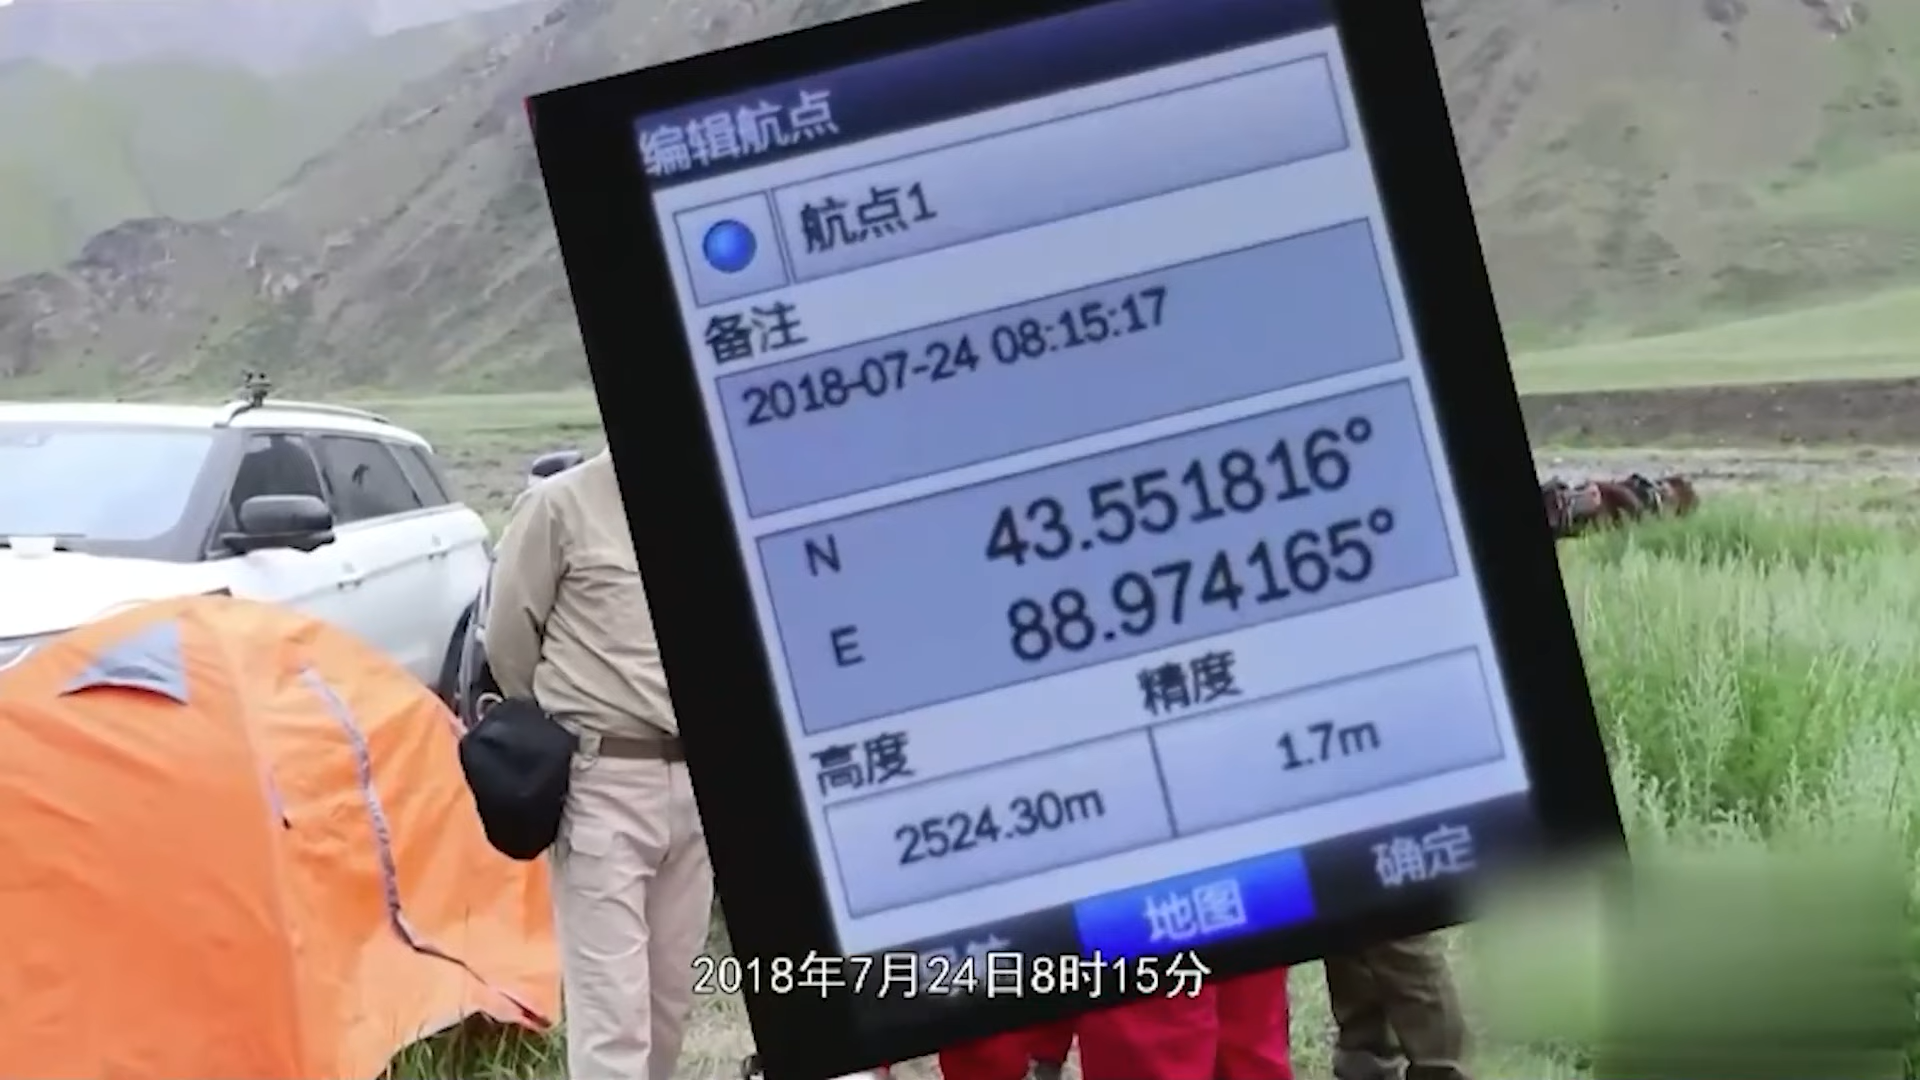 编辑航点
航点1
备注
2018-07-24 08:15:17
N 43.551816°
E 88.974165°
高度 精度
2524.30m 1.7m
地图 确定
2018年7月24日8时15分